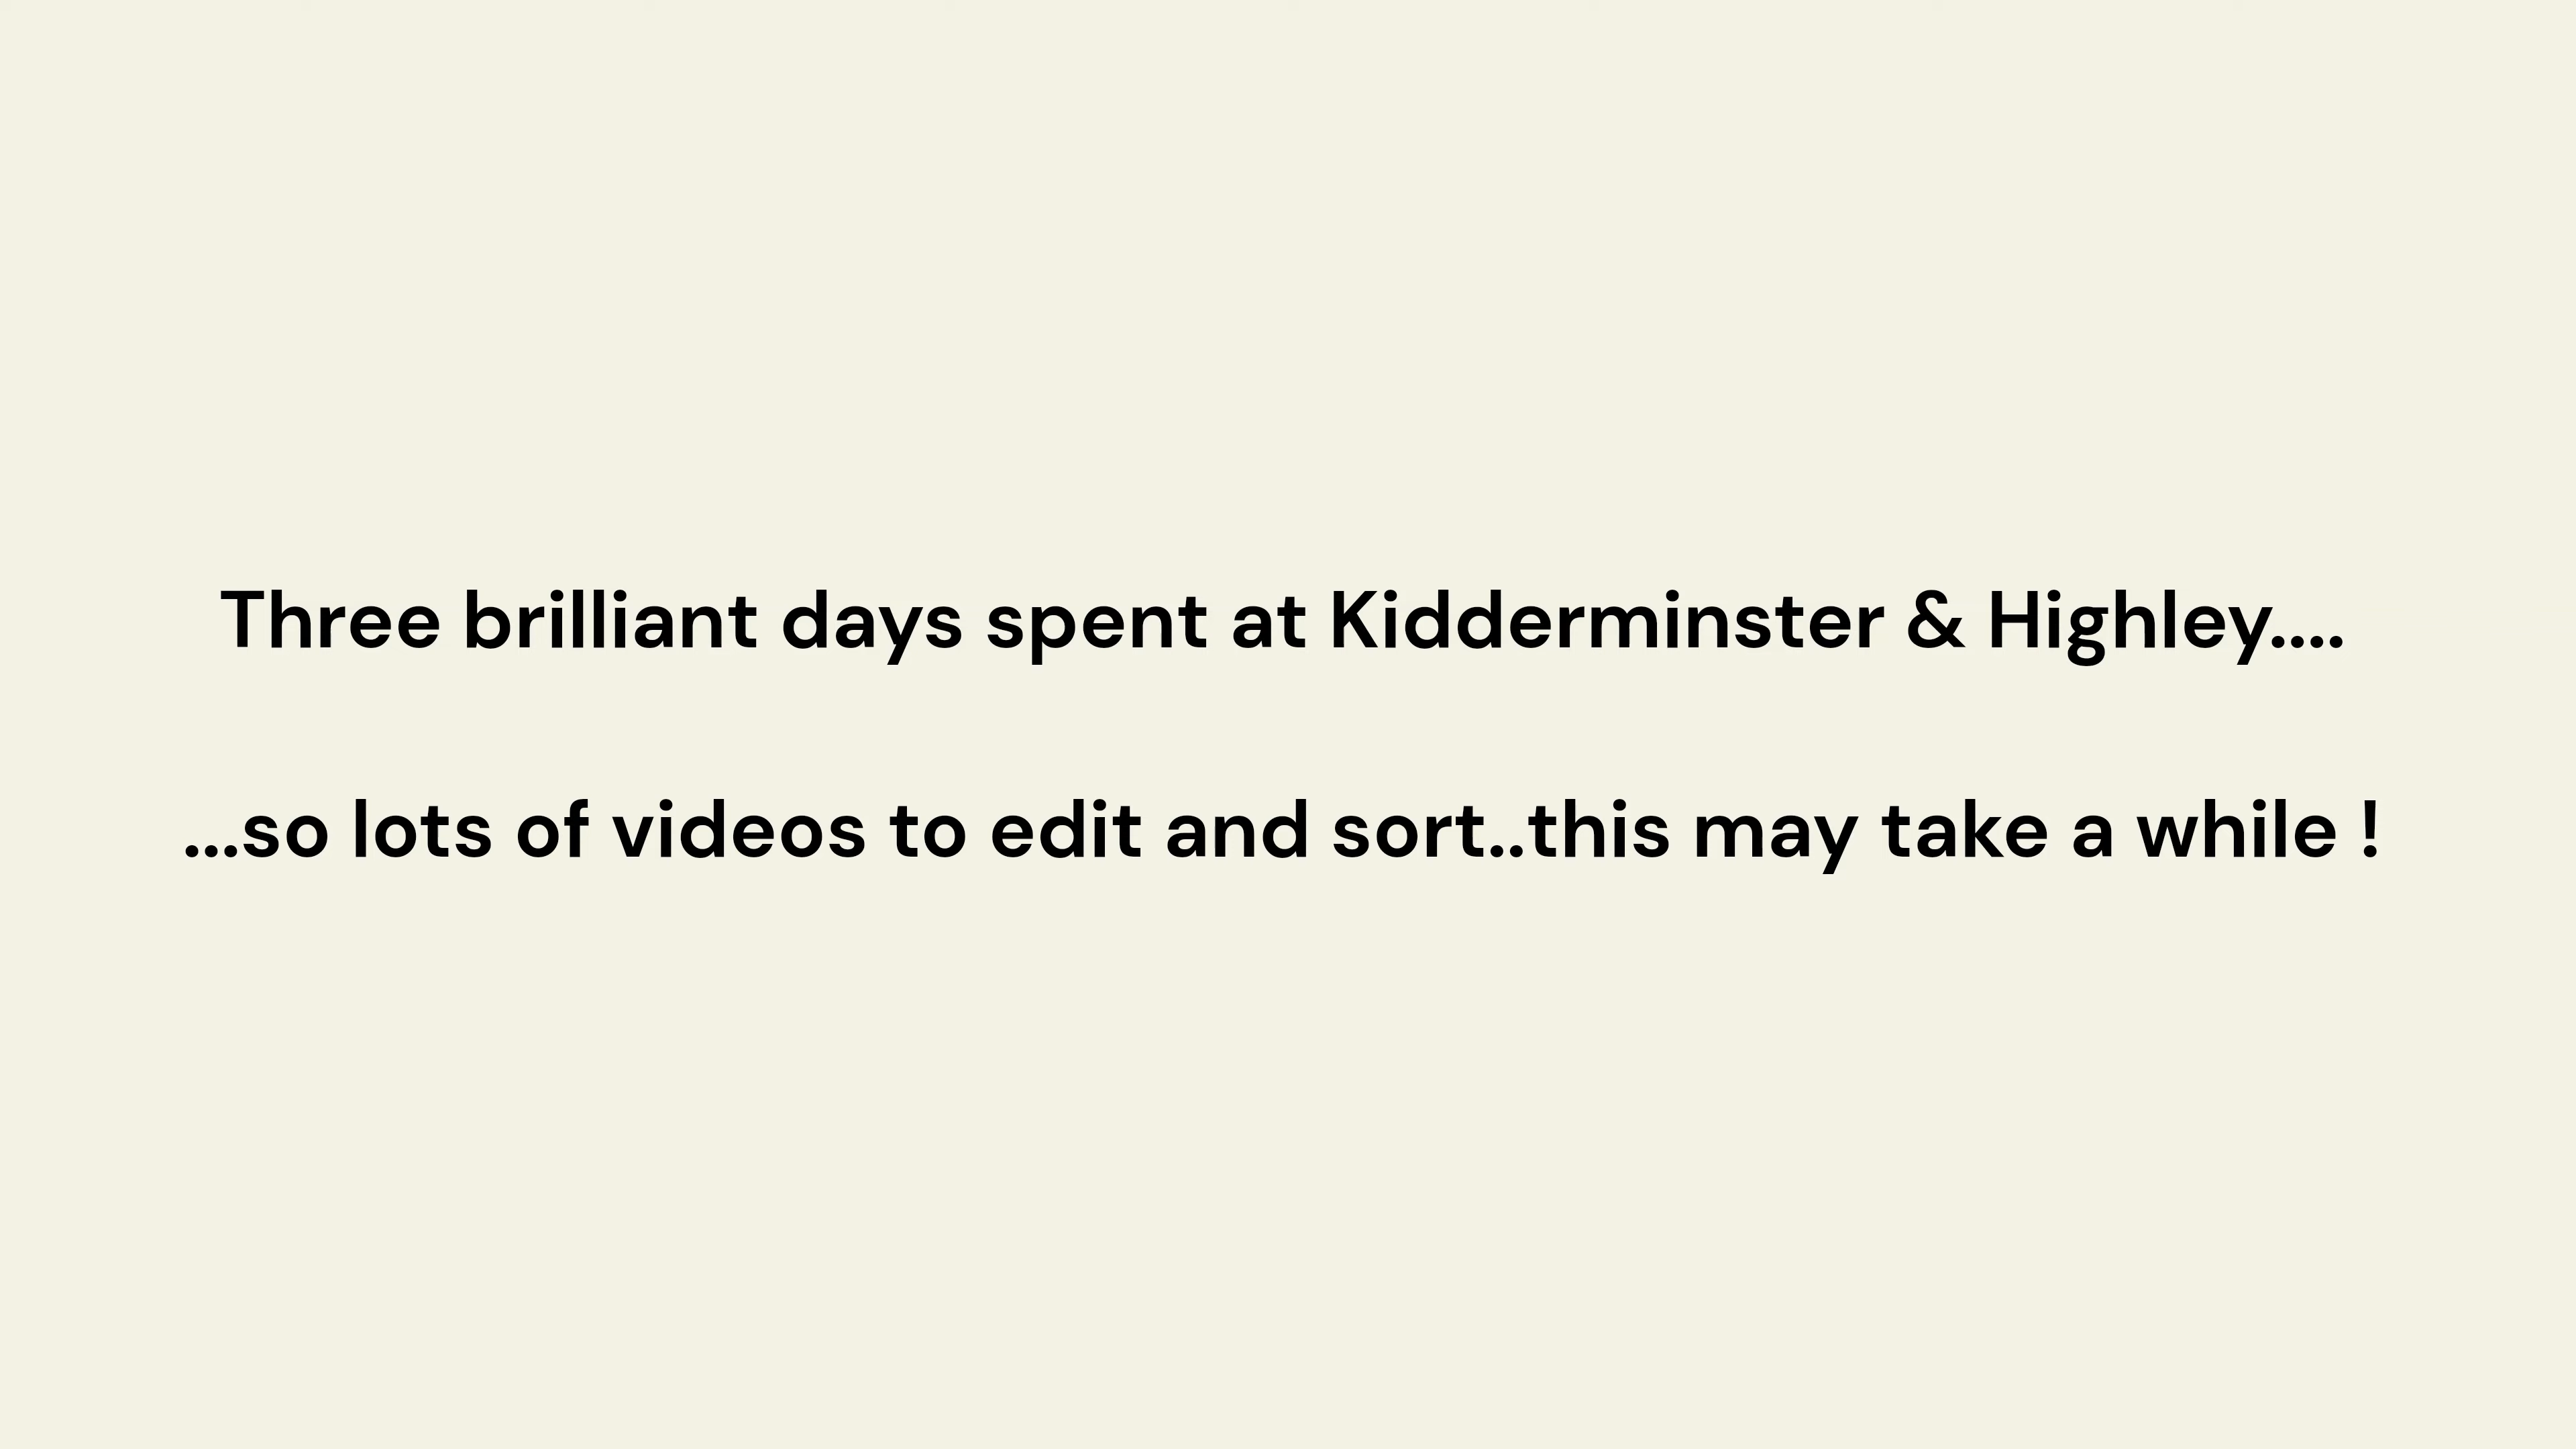 Three brilliant days spent at Kidderminster & Highley....
...so lots of videos to edit and sort..this may take a while !